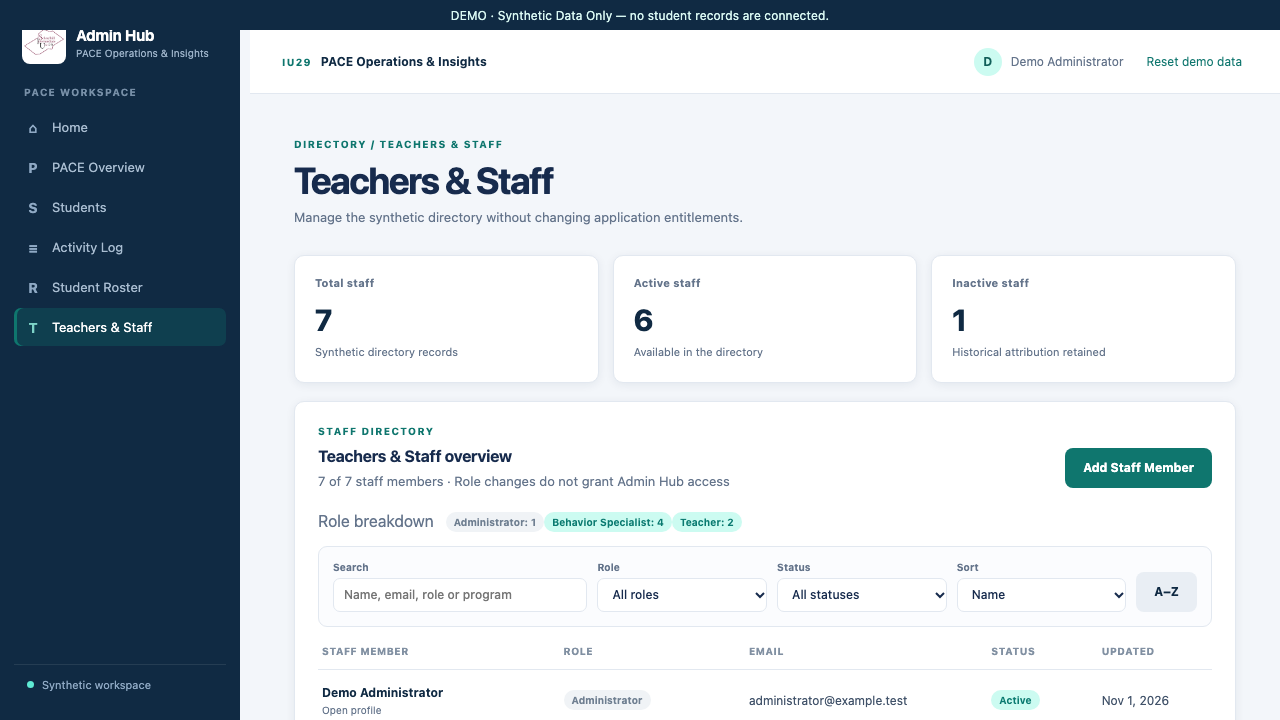 DEMO · Synthetic Data Only — no student records are connected.
Admin Hub
PACE Operations & Insights
PACE WORKSPACE
⌂ Home
P PACE Overview
S Students
≡ Activity Log
R Student Roster
T Teachers & Staff
Synthetic workspace
IU29 PACE Operations & Insights
D Demo Administrator Reset demo data
DIRECTORY / TEACHERS & STAFF
Teachers & Staff
Manage the synthetic directory without changing application entitlements.
Total staff
7
Synthetic directory records
Active staff
6
Available in the directory
Inactive staff
1
Historical attribution retained
STAFF DIRECTORY
Teachers & Staff overview
7 of 7 staff members · Role changes do not grant Admin Hub access
Add Staff Member
Role breakdown Administrator: 1 Behavior Specialist: 4 Teacher: 2
Search Role Status Sort
Name, email, role or program All roles All statuses Name A–Z
STAFF MEMBER ROLE EMAIL STATUS UPDATED
Demo Administrator Administrator administrator@example.test Active Nov 1, 2026
Open profile